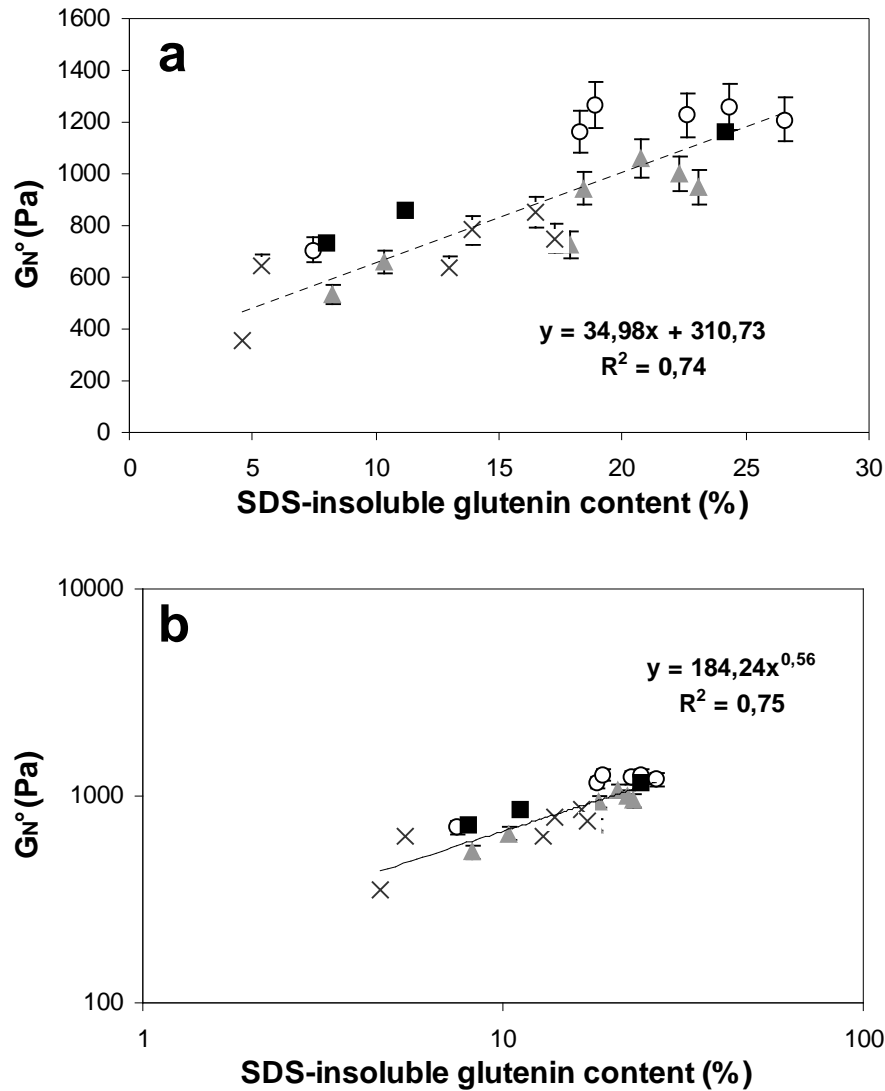 a
1600
1400
1200
1000
800
600
400
200
0
GN° (Pa)
y = 34,98x + 310,73
R² = 0,74
0 5 10 15 20 25 30
SDS-insoluble glutenin content (%)
b
10000
1000
100
GN° (Pa)
y = 184,24x^0,56
R² = 0,75
1 10 100
SDS-insoluble glutenin content (%)